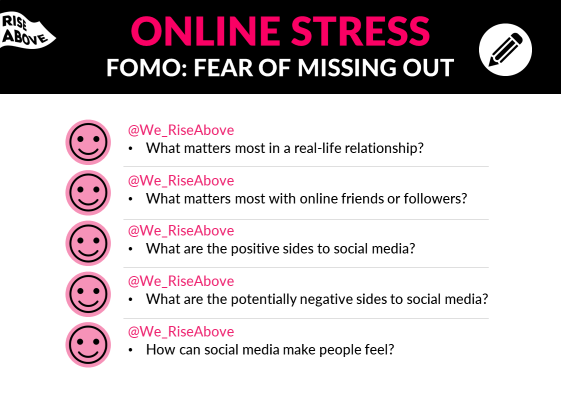 RISE
ABOVE
ONLINE STRESS
FOMO: FEAR OF MISSING OUT
@We_RiseAbove
• What matters most in a real-life relationship?
@We_RiseAbove
• What matters most with online friends or followers?
@We_RiseAbove
• What are the positive sides to social media?
@We_RiseAbove
• What are the potentially negative sides to social media?
@We_RiseAbove
• How can social media make people feel?